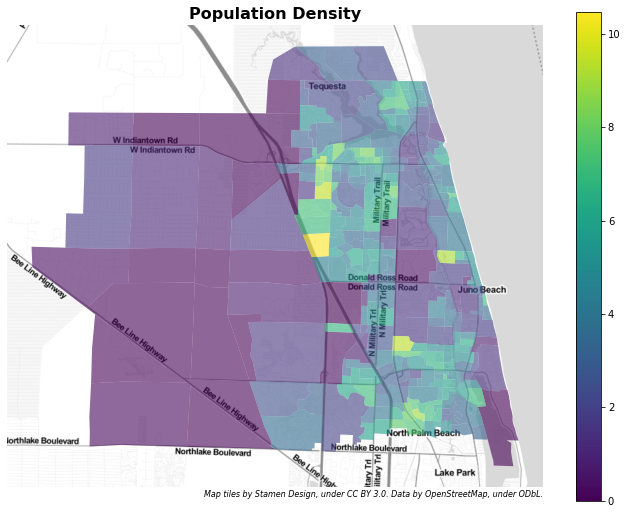 Population Density
10
8
6
4
2
0
Tequesta
W Indiantown Rd
W Indiantown Rd
Military Trail
Military Trail
Donald Ross Road
Donald Ross Road
Juno Beach
Bee Line Highway
Bee Line Highway
N Military Trl
N Military Trl
Bee Line Highway
North Palm Beach
Northlake Boulevard
Northlake Boulevard
Northlake Boulevard
Bee Line High
Lake Park
Map tiles by Stamen Design, under CC BY 3.0. Data by OpenStreetMap, under ODbL.